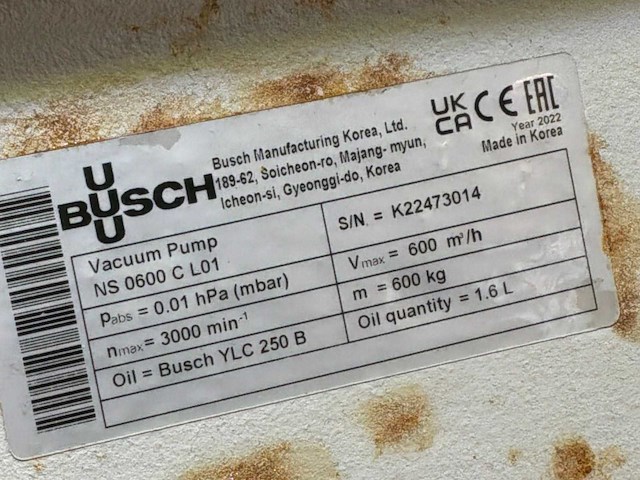 U
BUSCH
U
Busch Manufacturing Korea, Ltd.
189-62, Soicheon-ro, Majang- myun,
Icheon-si, Gyeonggi-do, Korea
UK
CA CE EAC
Year 2022
Made in Korea
Vacuum Pump
NS 0600 C L01
S/N. = K22473014
Pabs = 0.01 hPa (mbar)
Vmax = 600 m³/h
nmax = 3000 min⁻¹
m = 600 kg
Oil = Busch YLC 250 B
Oil quantity = 1.6 L